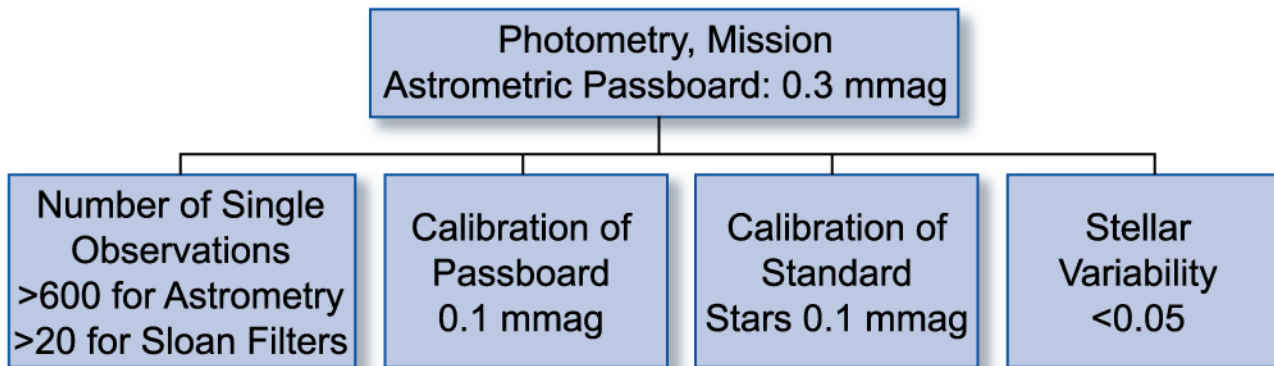 Photometry, Mission
Astrometric Passboard: 0.3 mmag
Number of Single
Observations
>600 for Astrometry
>20 for Sloan Filters
Calibration of
Passboard
0.1 mmag
Calibration of
Standard
Stars 0.1 mmag
Stellar
Variability
<0.05